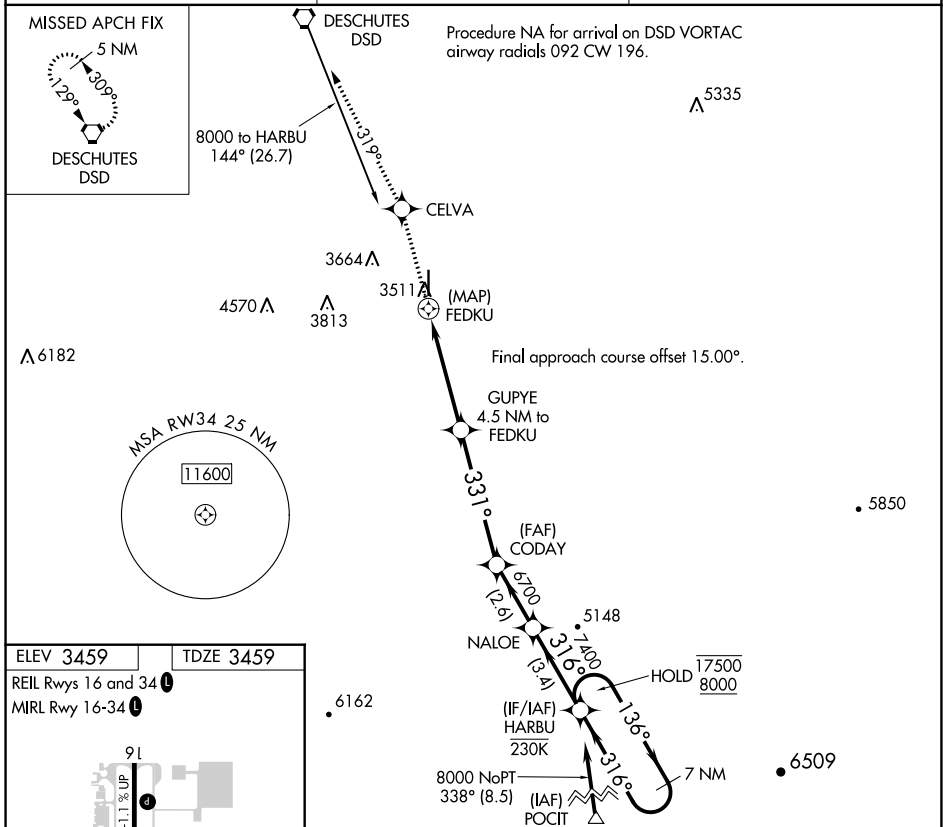 MISSED APCH FIX
5 NM
129°
309°
DESCHUTES
DSD
DESCHUTES
DSD
Procedure NA for arrival on DSD VORTAC
airway radials 092 CW 196.
5335
8000 to HARBU
144° (26.7)
319°
CELVA
3664
3511
(MAP)
FEDKU
4570
3813
6182
Final approach course offset 15.00°.
GUPYE
4.5 NM to
FEDKU
MSA RW34 25 NM
11600
331°
5850
(FAF)
CODAY
6700
(2.6)
NALOE
5148
7400
316°
(3.4)
HOLD
17500
8000
(IF/IAF)
HARBU
230K
136°
316°
7 NM
6509
8000 NoPT
338° (8.5)
(IAF)
POCIT
6162
ELEV 3459
TDZE 3459
REIL Rwys 16 and 34 L
MIRL Rwy 16-34 L
16
1.1 % UP
P